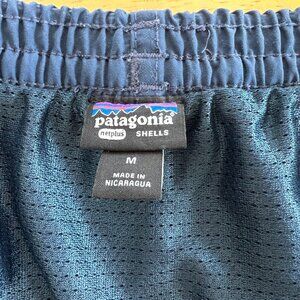 patagonia
netplus SHELLS
M
MADE IN
NICARAGUA